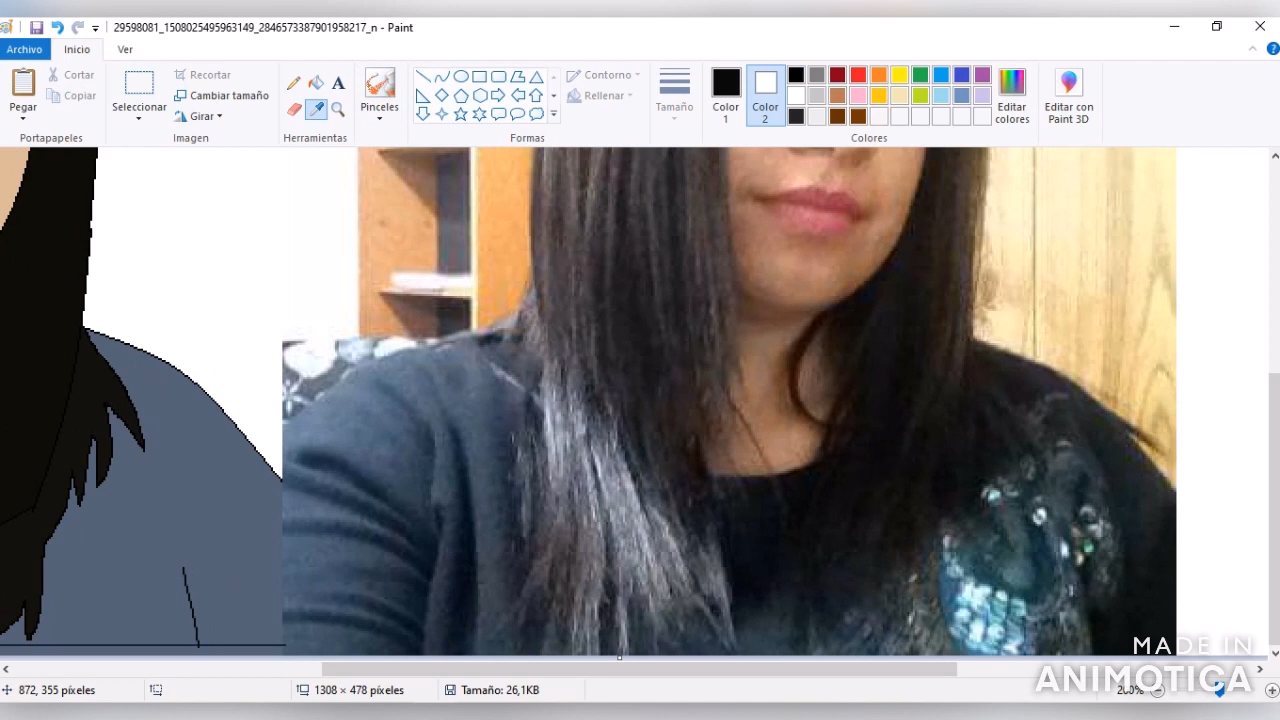 29598081_1508025495963149_2846573387901958217_n - Paint
Archivo Inicio Ver
Pegar
Cortar
Copiar
Portapapeles
Seleccionar
Recortar
Cambiar tamaño
Girar
Imagen
A
Herramientas
Pinceles
Contorno
Rellenar
Formas
Tamaño
Color 1
Color 2
Editar colores
Colores
Editar con Paint 3D
MADE IN
ANIMOTICA
872, 355 píxeles
1308 × 478 píxeles
Tamaño: 26,1KB